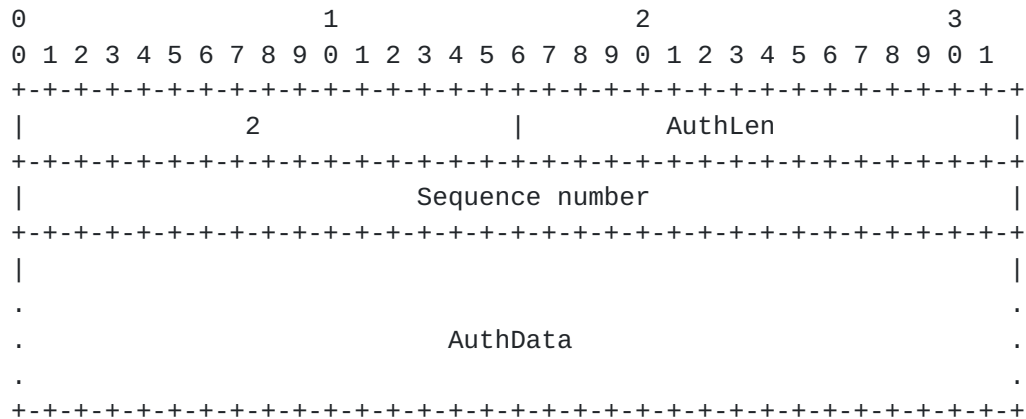 0                   1                   2                   3
0 1 2 3 4 5 6 7 8 9 0 1 2 3 4 5 6 7 8 9 0 1 2 3 4 5 6 7 8 9 0 1
+-+-+-+-+-+-+-+-+-+-+-+-+-+-+-+-+-+-+-+-+-+-+-+-+-+-+-+-+-+-+-+-+
|              2                |         AuthLen               |
+-+-+-+-+-+-+-+-+-+-+-+-+-+-+-+-+-+-+-+-+-+-+-+-+-+-+-+-+-+-+-+-+
|                         Sequence number                       |
+-+-+-+-+-+-+-+-+-+-+-+-+-+-+-+-+-+-+-+-+-+-+-+-+-+-+-+-+-+-+-+-+
|                                                               |
.                                                               .
.                           AuthData                            .
.                                                               .
+-+-+-+-+-+-+-+-+-+-+-+-+-+-+-+-+-+-+-+-+-+-+-+-+-+-+-+-+-+-+-+-+